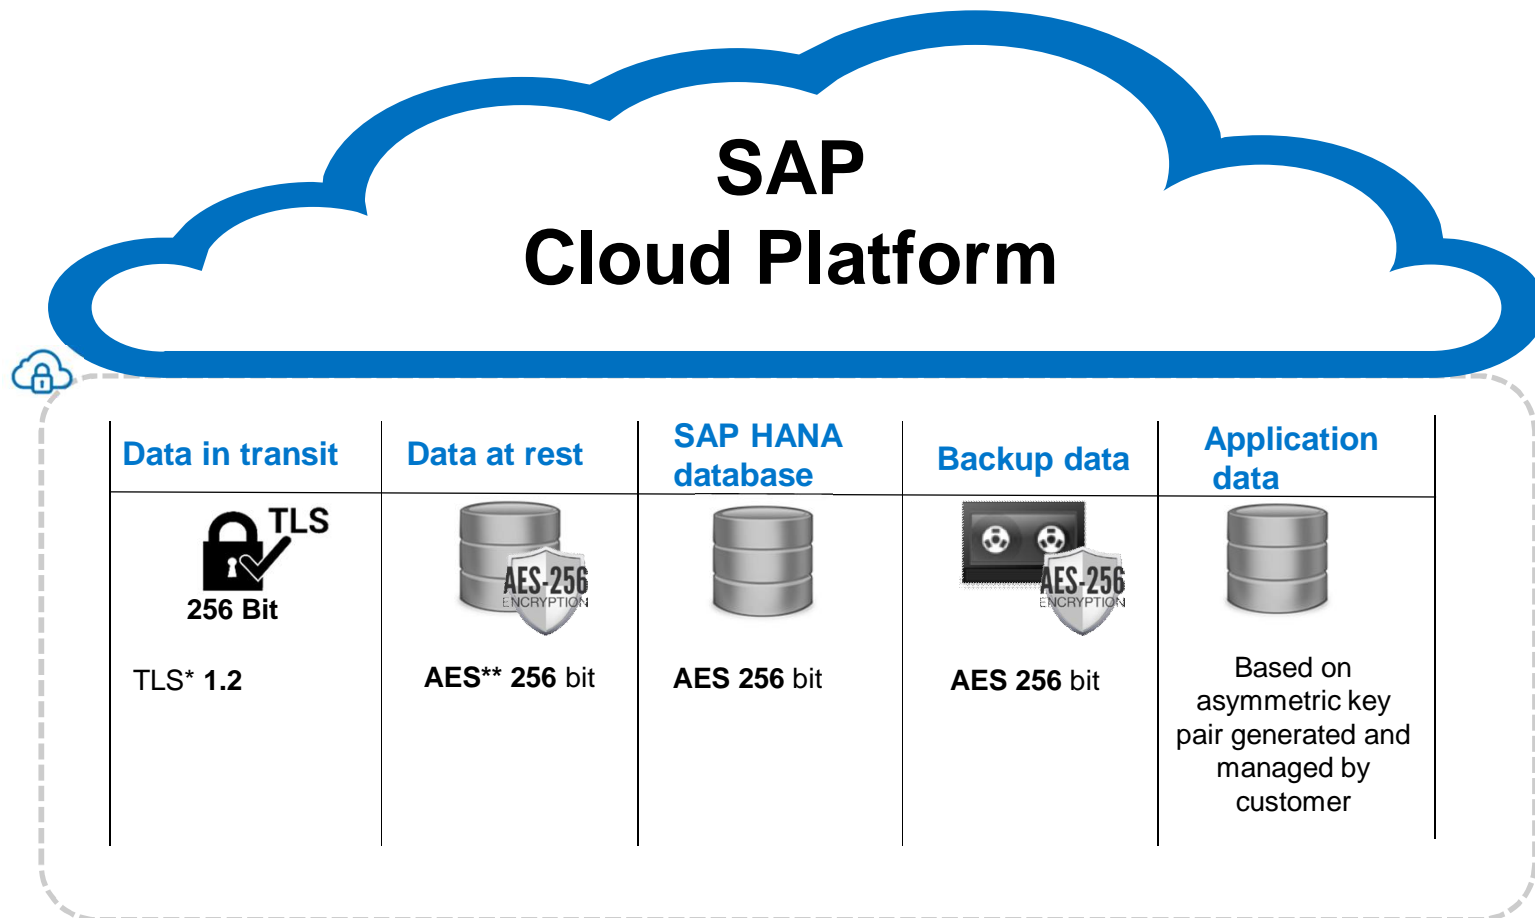 SAP
Cloud Platform
Data in transit
Data at rest
SAP HANA
database
Backup data
Application
data
TLS
256 Bit
AES-256
ENCRYPTION
AES-256
ENCRYPTION
TLS* 1.2
AES** 256 bit
AES 256 bit
AES 256 bit
Based on
asymmetric key
pair generated and
managed by
customer